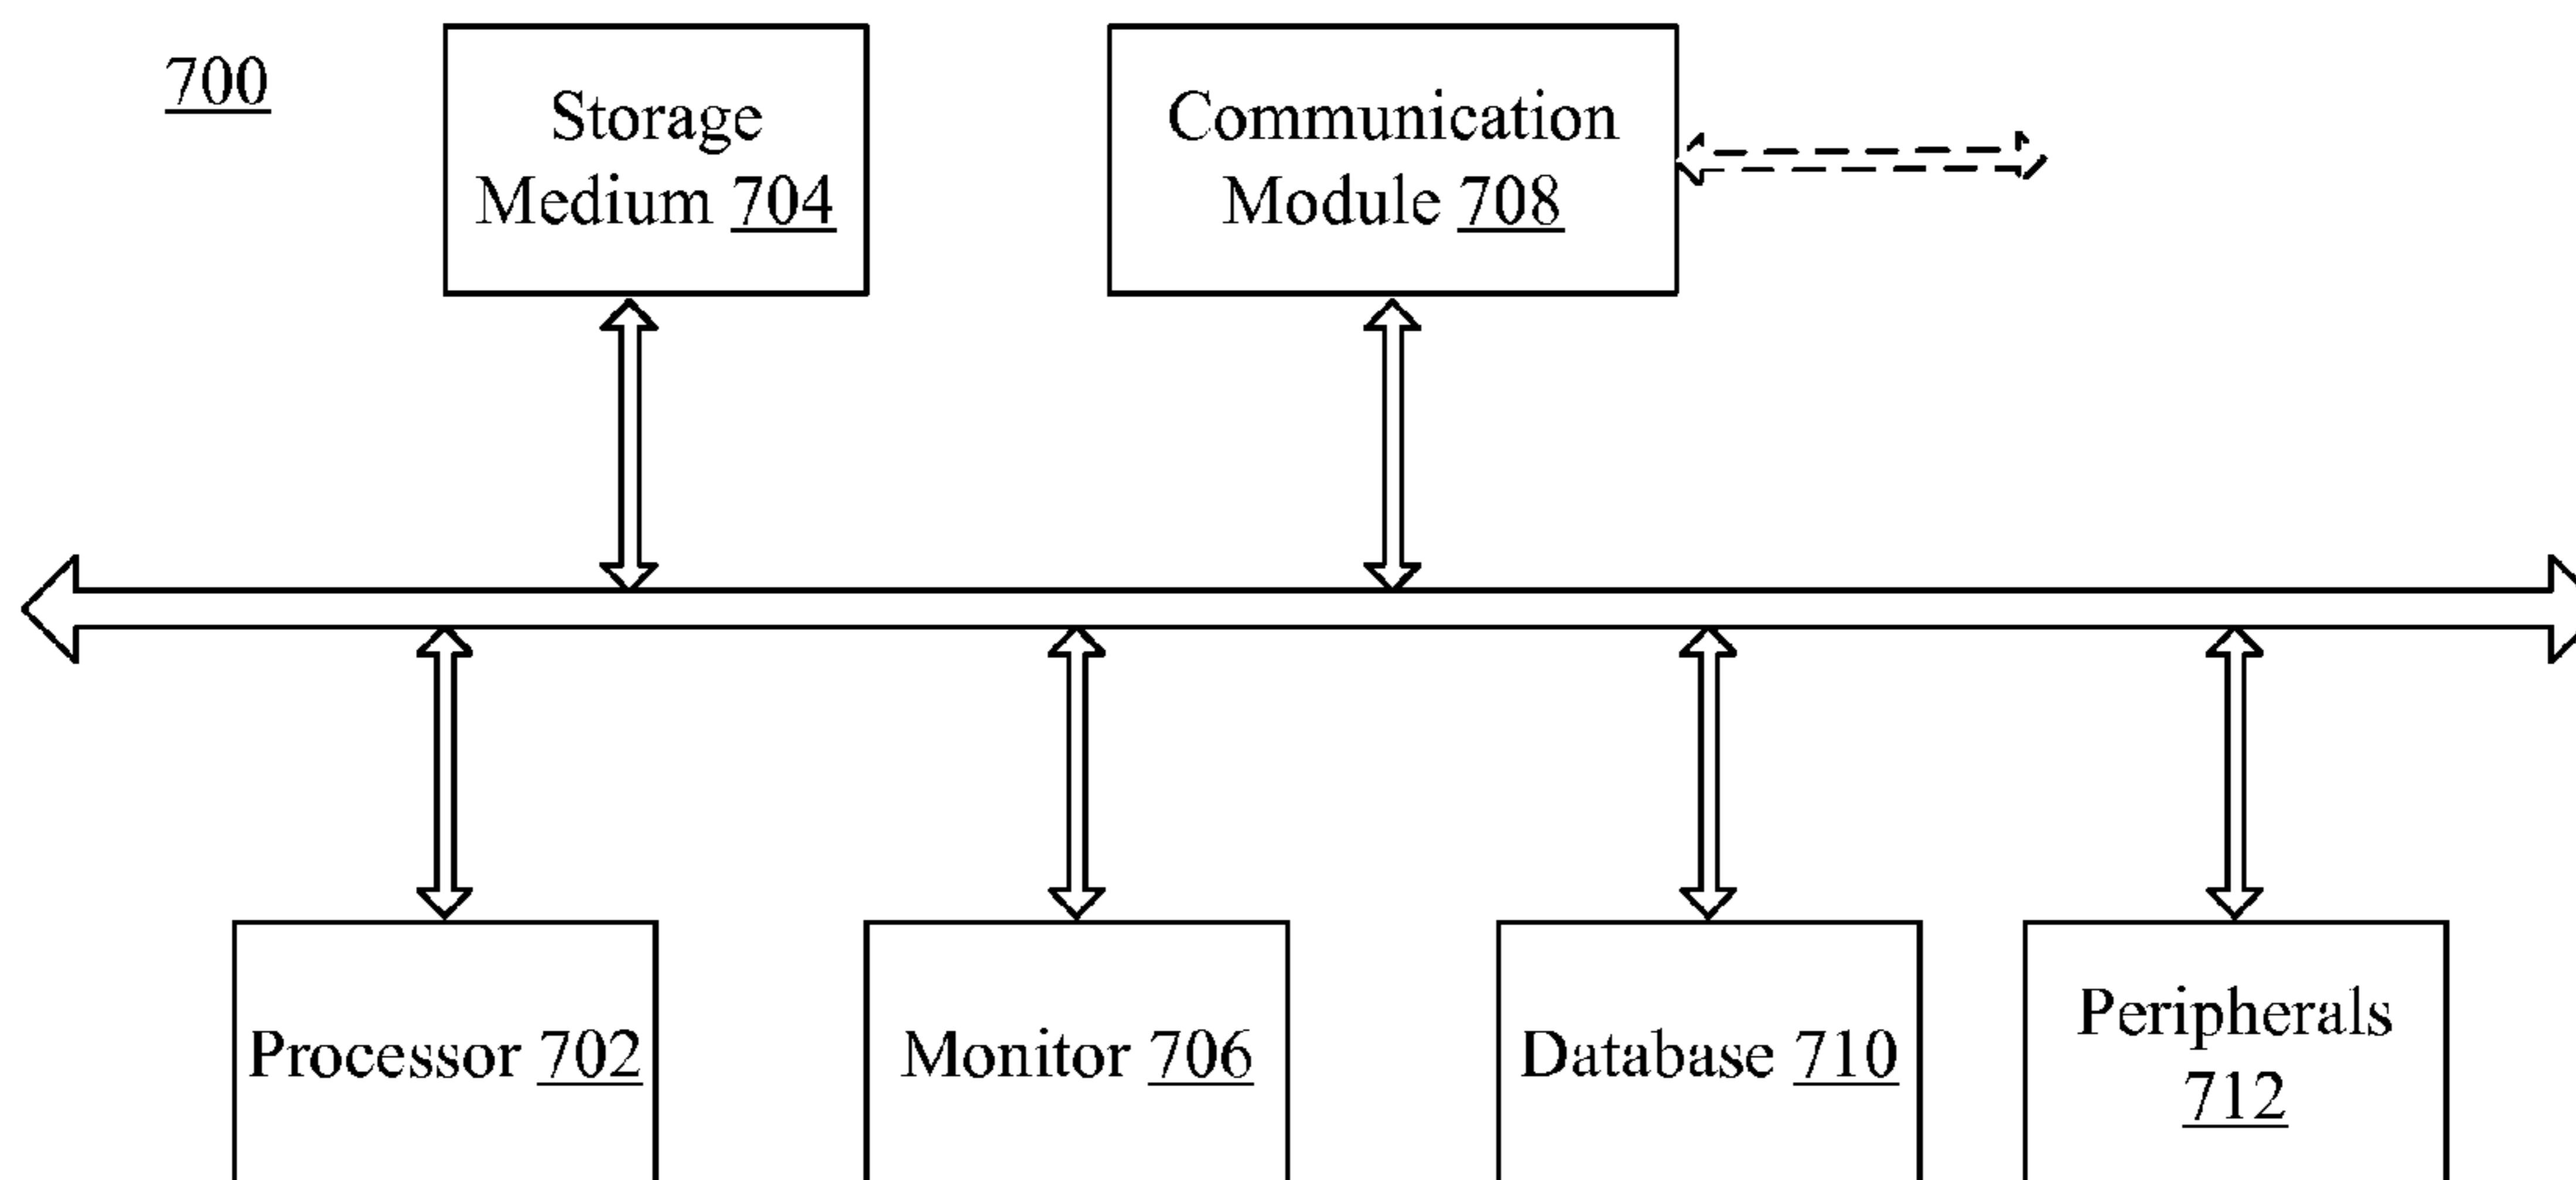 700
Storage
Medium 704
Communication
Module 708
Processor 702
Monitor 706
Database 710
Peripherals
712